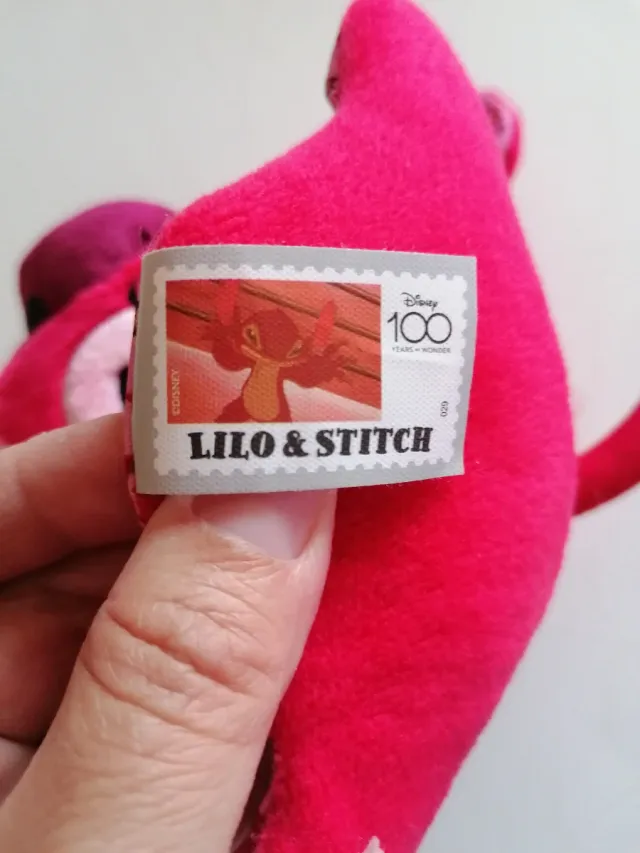 Disney
100
YEARS OF WONDER
©DISNEY
029
LILO & STITCH